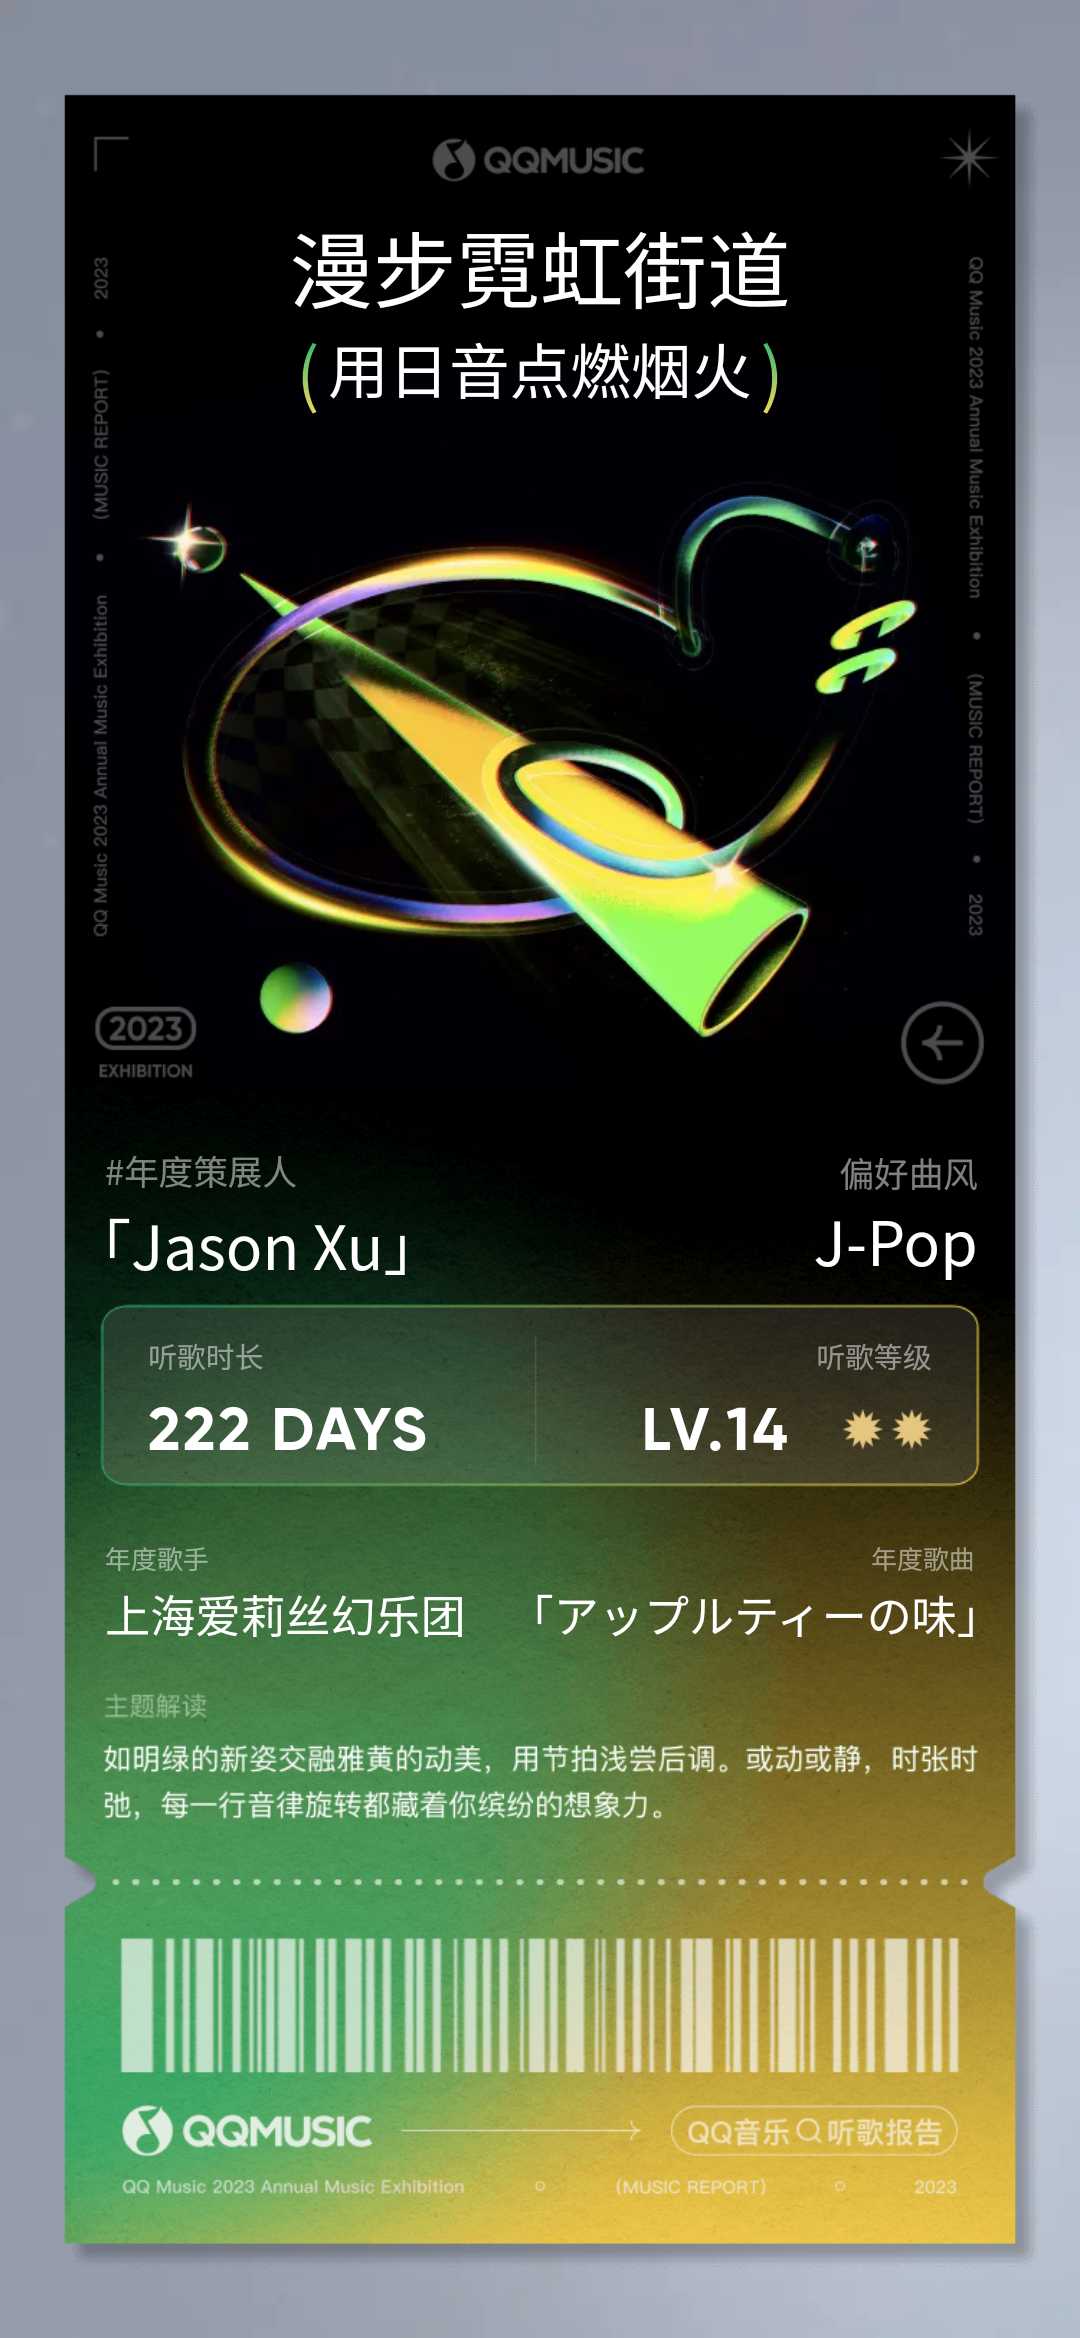 QQMUSIC
漫步霓虹街道
(用日音点燃烟火)
QQ Music 2023 Annual Music Exhibition • (MUSIC REPORT) • 2023
QQ Music 2023 Annual Music Exhibition • (MUSIC REPORT) • 2023
2023
EXHIBITION
#年度策展人
偏好曲风
「Jason Xu」
J-Pop
听歌时长
听歌等级
222 DAYS
LV.14
年度歌手
年度歌曲
上海爱莉丝幻乐团
「アップルティーの味」
主题解读
如明绿的新姿交融雅黄的动美，用节拍浅尝后调。或动或静，时张时
弛，每一行音律旋转都藏着你缤纷的想象力。
QQMUSIC
QQ音乐 听歌报告
QQ Music 2023 Annual Music Exhibition
(MUSIC REPORT)
2023